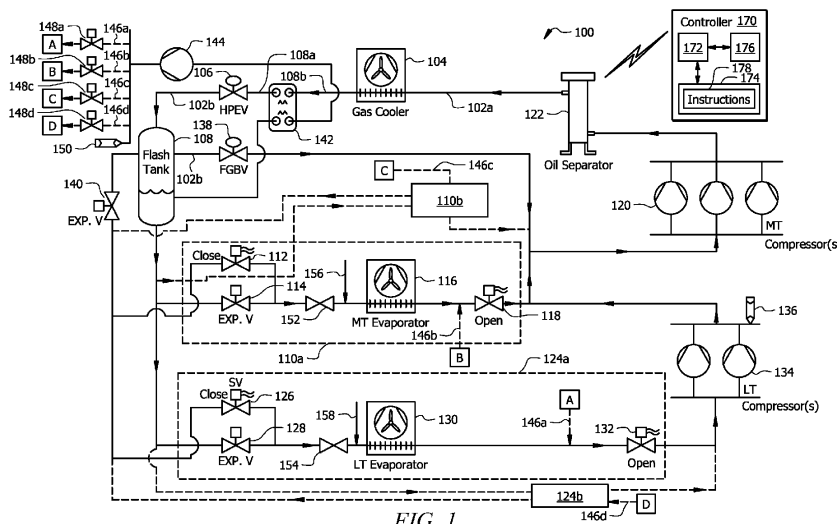 148a
146a
A
144
100
Controller 170
172
176
178
174
Instructions
148b
146b
B
106
108a
108b
104
148c
146c
C
102b
HPEV
Gas Cooler
102a
122
148d
146d
D
138
142
150
108
Flash
Tank
102b
FGBV
Oil Separator
140
EXP. V
C
146c
110b
120
MT
Compressor(s
Close
112
156
116
114
EXP. V
152
MT Evaporator
118
Open
146b
110a
B
136
124a
134
LT
Compressor(s)
SV
Close
126
158
130
A
146a
132
128
EXP. V
154
LT Evaporator
Open
124b
D
146d
FIG. 1